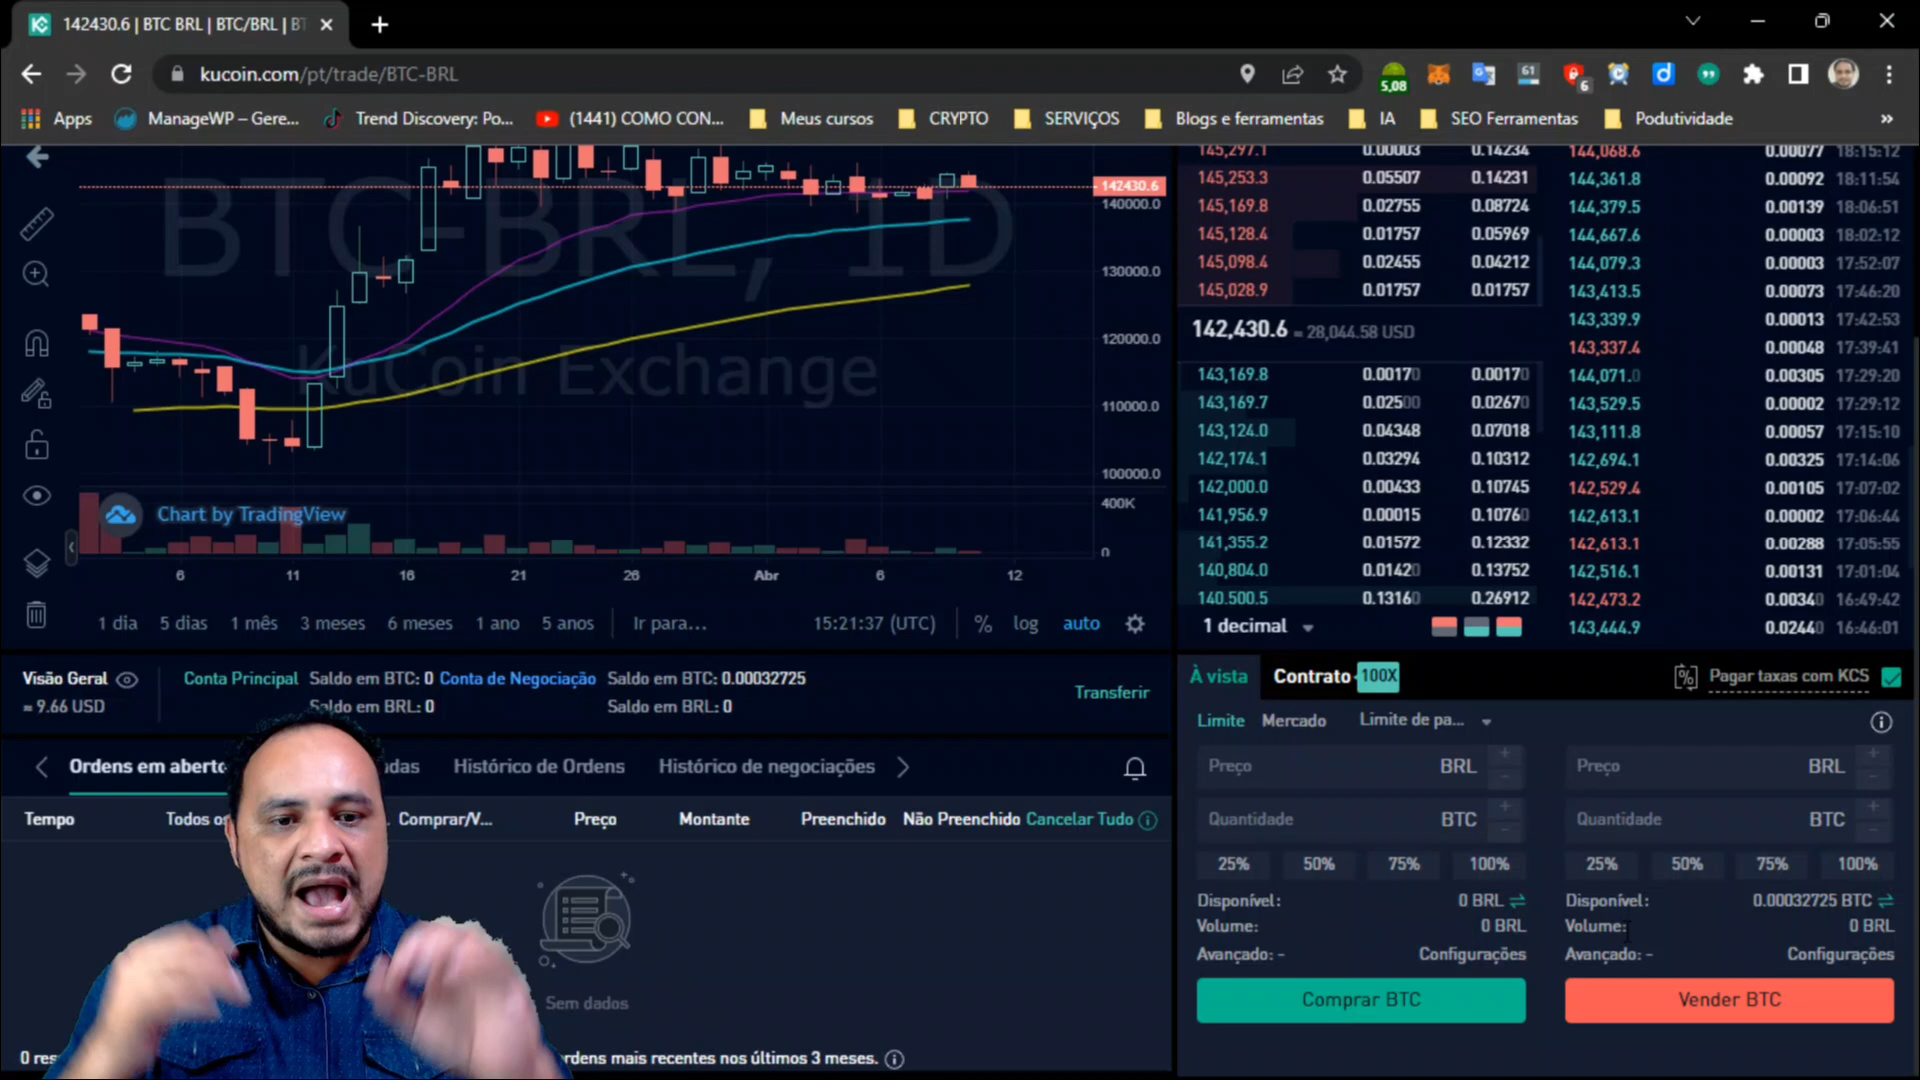 142430.6 | BTC BRL | BTC/BRL | BT
kucoin.com/pt/trade/BTC-BRL
5,08
61
6
Apps
ManageWP – Gere...
Trend Discovery: Po...
(1441) COMO CON...
Meus cursos
CRYPTO
SERVIÇOS
Blogs e ferramentas
IA
SEO Ferramentas
Podutividade
»
BTC-BRL, 1D
KuCoin Exchange
Chart by TradingView
142430.6
140000.0
130000.0
120000.0
110000.0
100000.0
400K
0
6 11 16 21 26 Abr 6 12
1 dia 5 dias 1 mês 3 meses 6 meses 1 ano 5 anos Ir para... 15:21:37 (UTC) % log auto
145,297.1 0.00003 0.14234
145,253.3 0.05507 0.14231
145,169.8 0.02755 0.08724
145,128.4 0.01757 0.05969
145,098.4 0.02455 0.04212
145,028.9 0.01757 0.01757
142,430.6 ≈ 28,044.58 USD
143,169.8 0.00170 0.00170
143,169.7 0.02500 0.02670
143,124.0 0.04348 0.07018
142,174.1 0.03294 0.10312
142,000.0 0.00433 0.10745
141,956.9 0.00015 0.10760
141,355.2 0.01572 0.12332
140,804.0 0.01420 0.13752
140,500.5 0.13160 0.26912
1 decimal
144,068.6 0.00077 18:15:12
144,361.8 0.00092 18:11:54
144,379.5 0.00139 18:06:51
144,667.6 0.00003 18:02:12
144,079.3 0.00003 17:52:07
143,413.5 0.00073 17:46:20
143,339.9 0.00013 17:42:53
143,337.4 0.00048 17:39:41
144,071.0 0.00305 17:29:20
143,529.5 0.00002 17:29:12
143,111.8 0.00057 17:15:10
142,694.1 0.00325 17:14:06
142,529.4 0.00105 17:07:02
142,613.1 0.00002 17:06:44
142,613.1 0.00288 17:05:55
142,516.1 0.00131 17:01:04
142,473.2 0.00340 16:49:42
143,444.9 0.02440 16:46:01
Visão Geral Conta Principal Saldo em BTC: 0 Conta de Negociação Saldo em BTC: 0.00032725
≈ 9.66 USD Saldo em BRL: 0 Saldo em BRL: 0
Transferir
Ordens em aberto das Histórico de Ordens Histórico de negociações
Tempo Todos os Comprar/V... Preço Montante Preenchido Não Preenchido Cancelar Tudo
Sem dados
0 res rdens mais recentes nos últimos 3 meses.
À vista Contrato 100X Pagar taxas com KCS
Limite Mercado Limite de pa...
Preço BRL
Quantidade BTC
25% 50% 75% 100%
Disponível: 0 BRL
Volume: 0 BRL
Avançado: - Configurações
Comprar BTC
Preço BRL
Quantidade BTC
25% 50% 75% 100%
Disponível: 0.00032725 BTC
Volume: 0 BRL
Avançado: - Configurações
Vender BTC